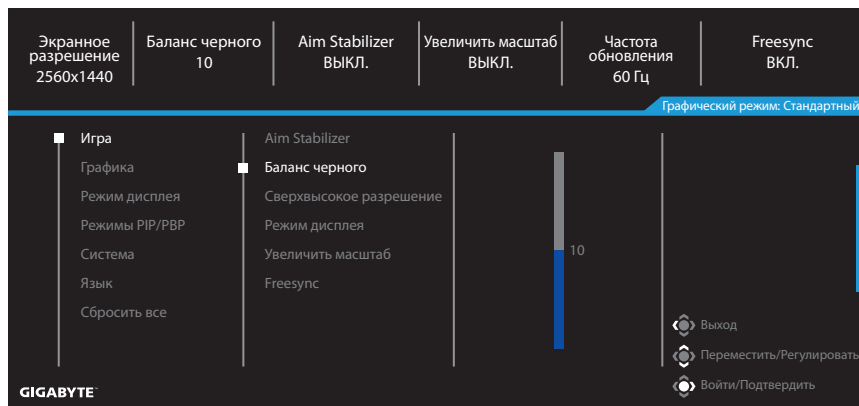 Экранное разрешение 2560x1440
Баланс черного 10
Aim Stabilizer ВЫКЛ.
Увеличить масштаб ВЫКЛ.
Частота обновления 60 Гц
Freesync ВКЛ.
Графический режим: Стандартный
Игра
Графика
Режим дисплея
Режимы PIP/PBP
Система
Язык
Сбросить все
Aim Stabilizer
Баланс черного
Сверхвысокое разрешение
Режим дисплея
Увеличить масштаб
Freesync
10
Выход
Переместить/Регулировать
Войти/Подтвердить
GIGABYTE™